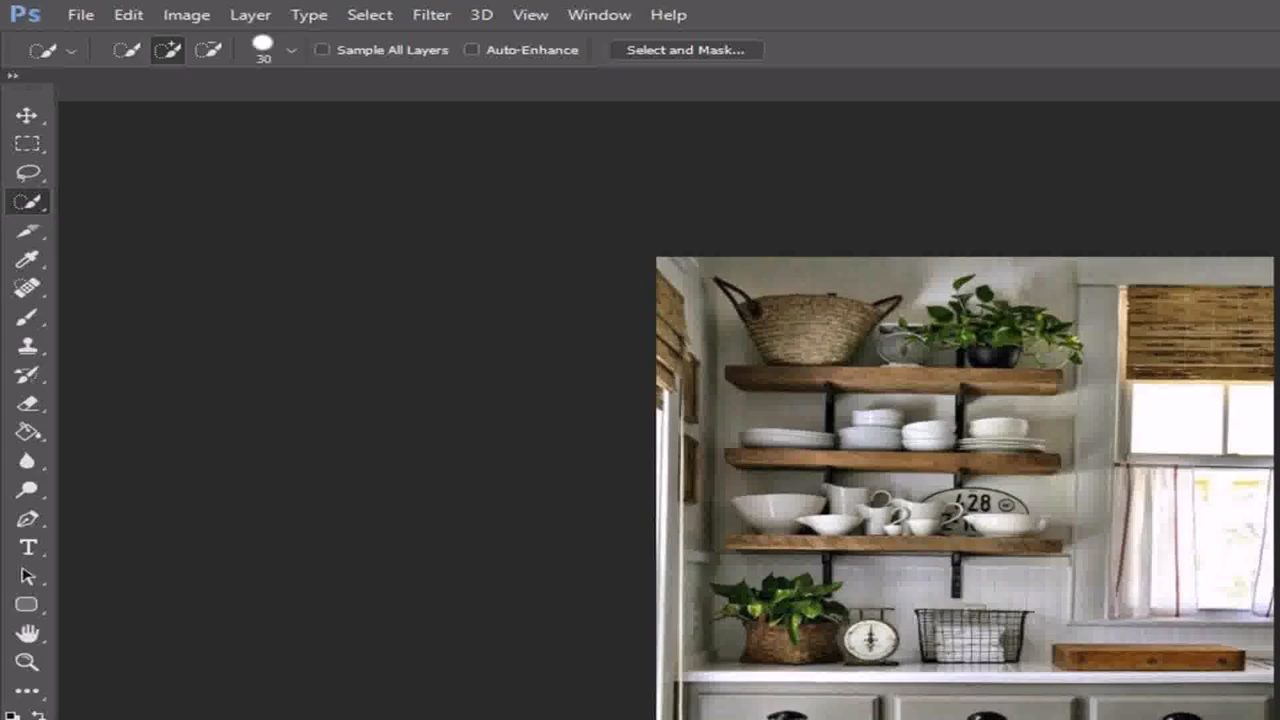 Ps File Edit Image Layer Type Select Filter 3D View Window Help
30 Sample All Layers Auto-Enhance Select and Mask...
428